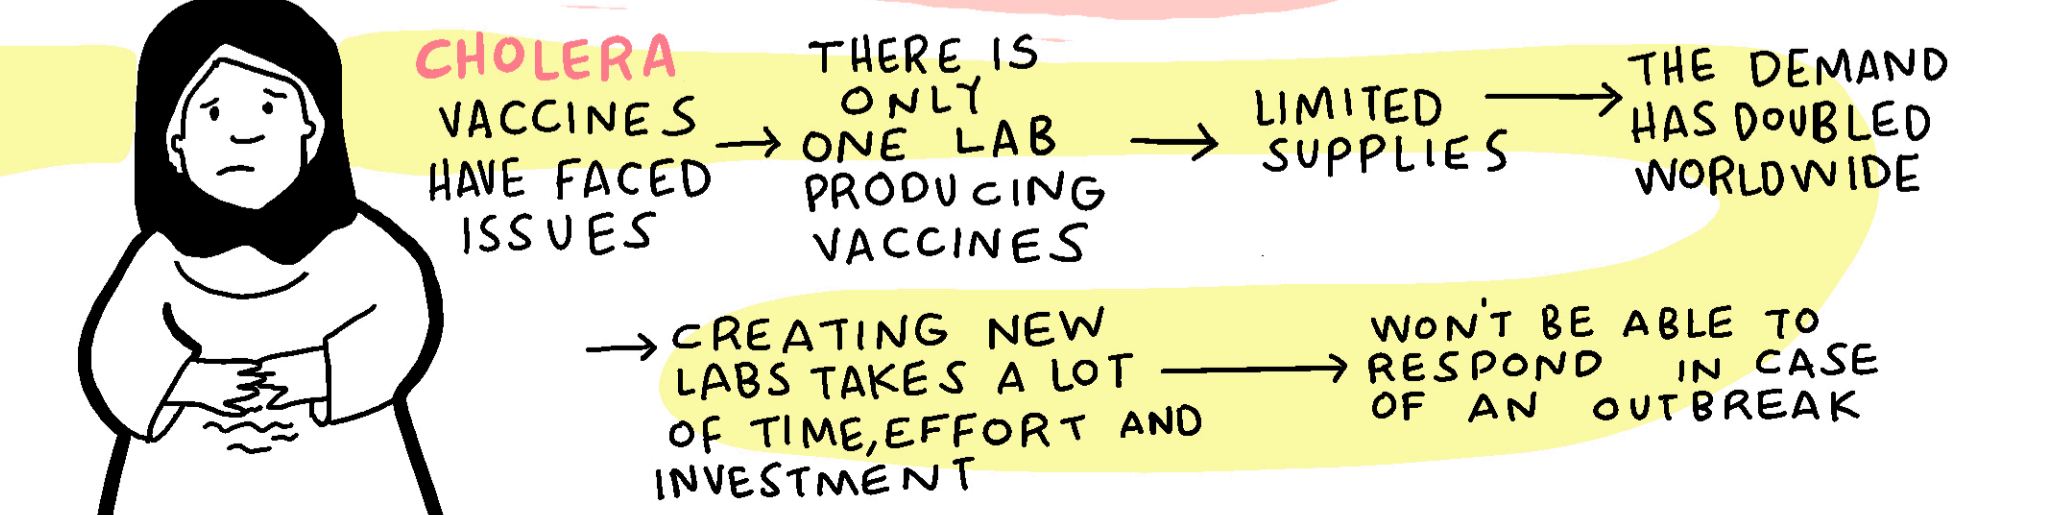 CHOLERA
VACCINES
HAVE FACED
ISSUES
THERE IS
ONLY
ONE LAB
PRODUCING
VACCINES
LIMITED
SUPPLIES
THE DEMAND
HAS DOUBLED
WORLDWIDE
CREATING NEW
LABS TAKES A LOT
OF TIME, EFFORT AND
INVESTMENT
WON'T BE ABLE TO
RESPOND IN CASE
OF AN OUTBREAK